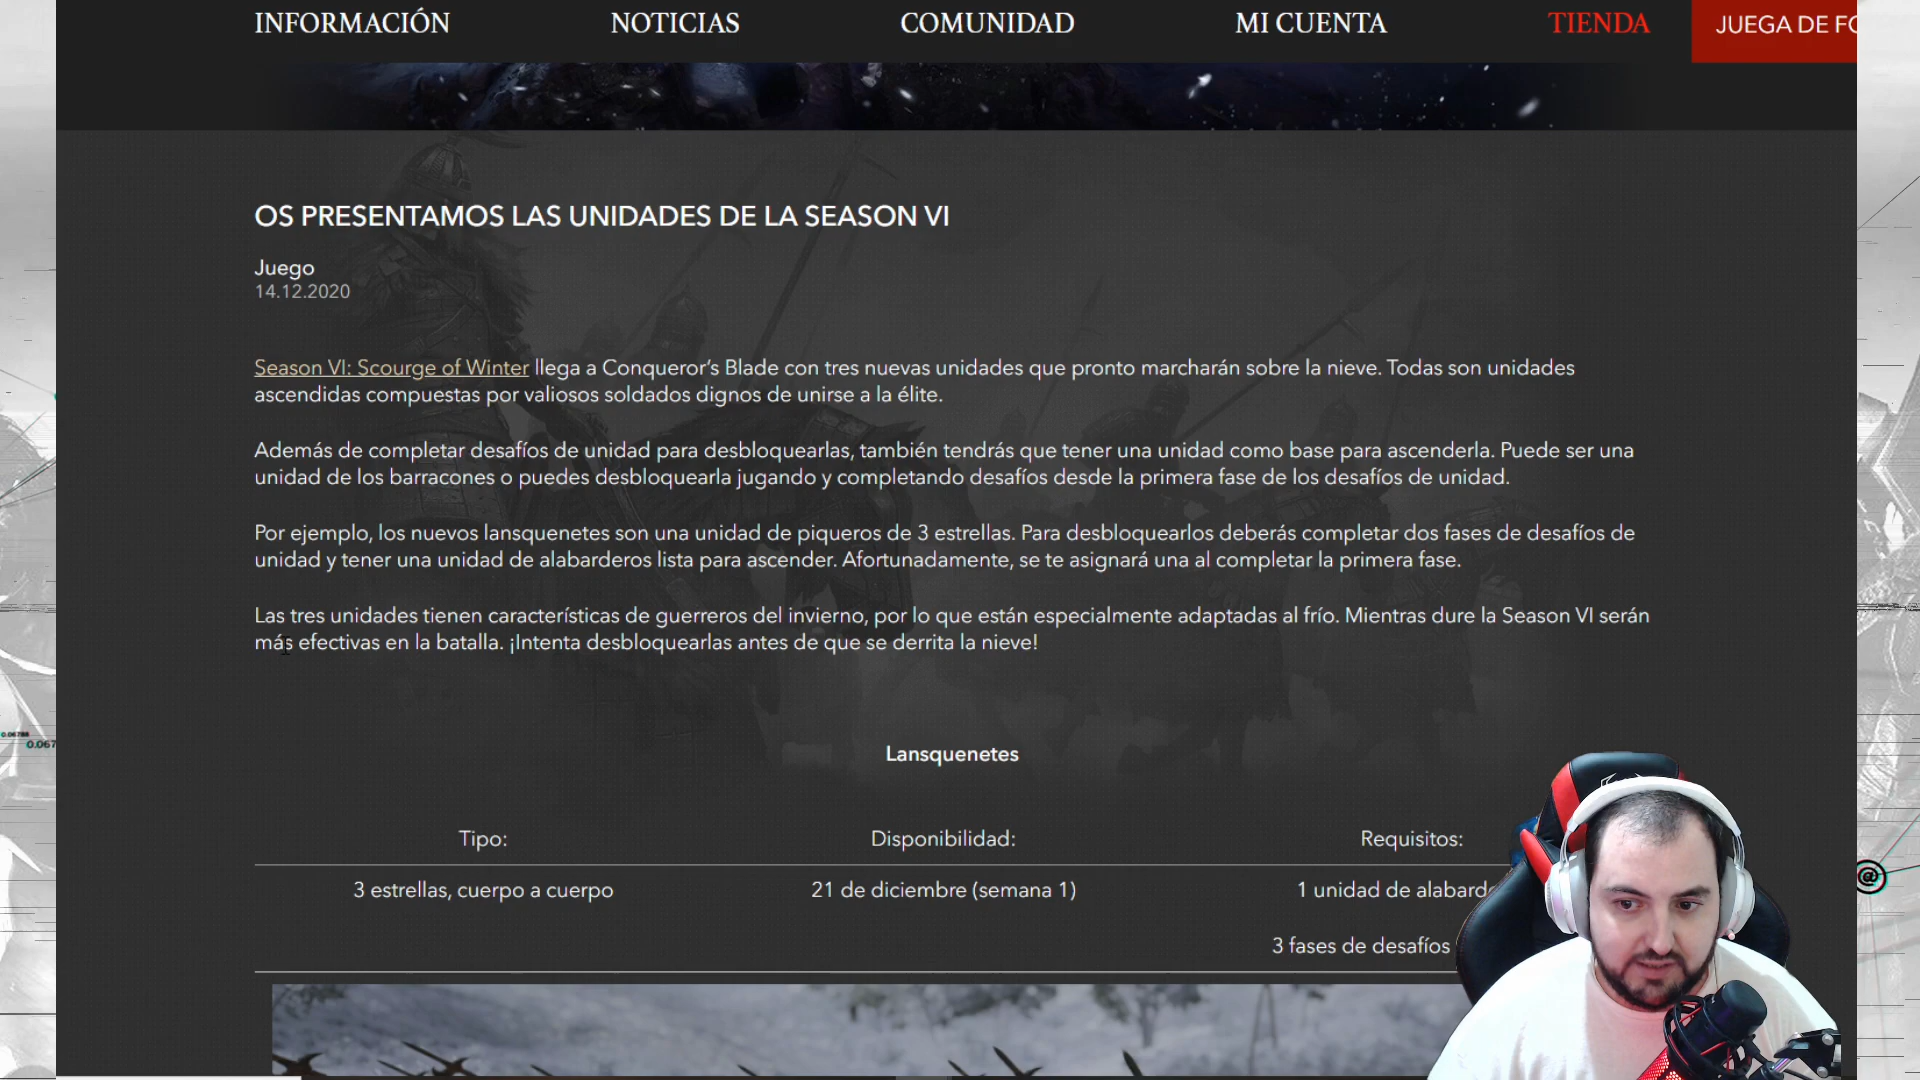 INFORMACIÓN NOTICIAS COMUNIDAD MI CUENTA TIENDA JUEGA DE
OS PRESENTAMOS LAS UNIDADES DE LA SEASON VI
Juego
14.12.2020
Season VI: Scourge of Winter llega a Conqueror's Blade con tres nuevas unidades que pronto marcharán sobre la nieve. Todas son unidades
ascendidas compuestas por valiosos soldados dignos de unirse a la élite.
Además de completar desafíos de unidad para desbloquearlas, también tendrás que tener una unidad como base para ascenderla. Puede ser una
unidad de los barracones o puedes desbloquearla jugando y completando desafíos desde la primera fase de los desafíos de unidad.
Por ejemplo, los nuevos lansquenetes son una unidad de piqueros de 3 estrellas. Para desbloquearlos deberás completar dos fases de desafíos de
unidad y tener una unidad de alabarderos lista para ascender. Afortunadamente, se te asignará una al completar la primera fase.
Las tres unidades tienen características de guerreros del invierno, por lo que están especialmente adaptadas al frío. Mientras dure la Season VI serán
más efectivas en la batalla. ¡Intenta desbloquearlas antes de que se derrita la nieve!
Lansquenetes
Tipo: Disponibilidad: Requisitos:
3 estrellas, cuerpo a cuerpo 21 de diciembre (semana 1) 1 unidad de
3 fases de desafíos
0.067
@